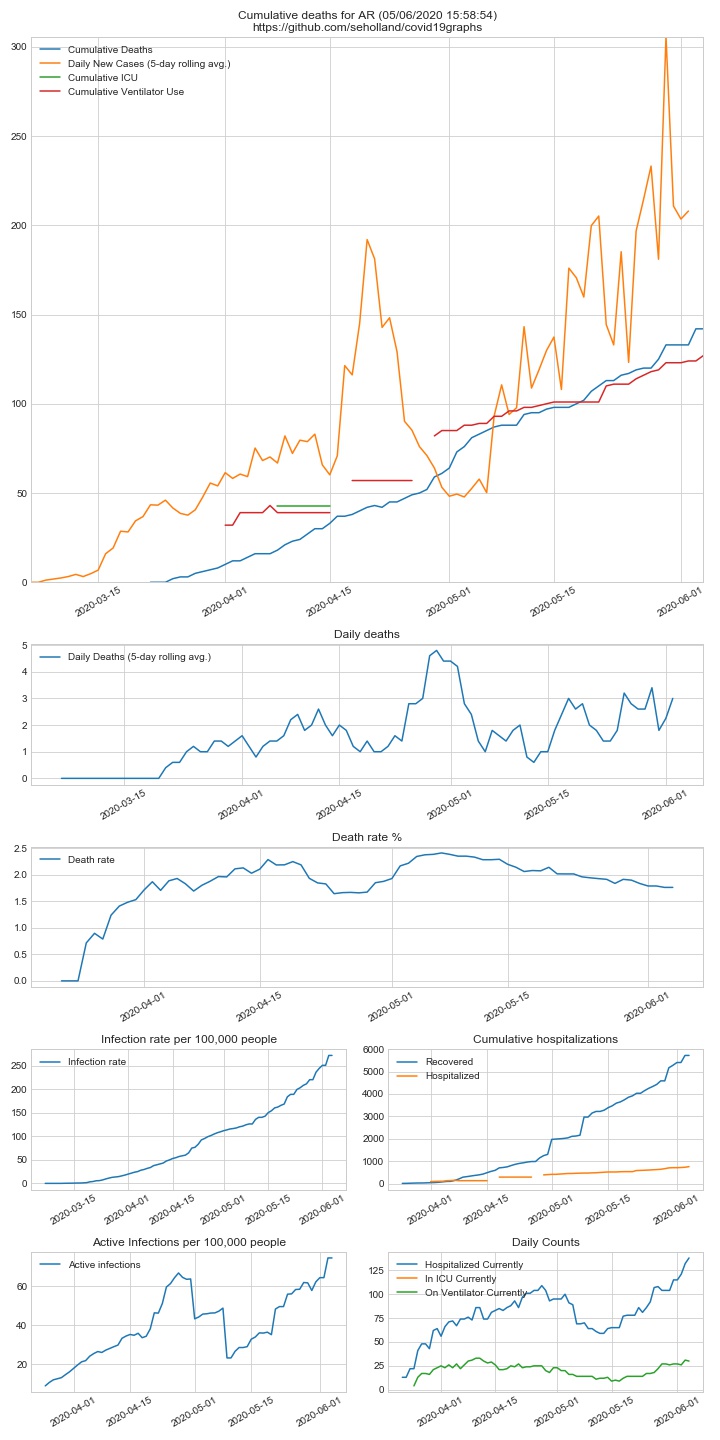 Cumulative deaths for AR (05/06/2020 15:58:54)
https://github.com/seholland/covid19graphs
Cumulative Deaths
Daily New Cases (5-day rolling avg.)
Cumulative ICU
Cumulative Ventilator Use
300
250
200
150
100
50
0
2020-03-15 2020-04-01 2020-04-15 2020-05-01 2020-05-15 2020-06-01
Daily deaths
Daily Deaths (5-day rolling avg.)
5
4
3
2
1
0
2020-03-15 2020-04-01 2020-04-15 2020-05-01 2020-05-15 2020-06-01
Death rate %
Death rate
2.5
2.0
1.5
1.0
0.5
0.0
2020-04-01 2020-04-15 2020-05-01 2020-05-15 2020-06-01
Infection rate per 100,000 people
Infection rate
250
200
150
100
50
0
2020-03-15 2020-04-01 2020-04-15 2020-05-01 2020-05-15 2020-06-01
Cumulative hospitalizations
Recovered
Hospitalized
6000
5000
4000
3000
2000
1000
0
2020-04-01 2020-04-15 2020-05-01 2020-05-15 2020-06-01
Active Infections per 100,000 people
Active infections
60
40
20
2020-04-01 2020-04-15 2020-05-01 2020-05-15 2020-06-01
Daily Counts
Hospitalized Currently
In ICU Currently
On Ventilator Currently
125
100
75
50
25
0
2020-04-01 2020-04-15 2020-05-01 2020-05-15 2020-06-01